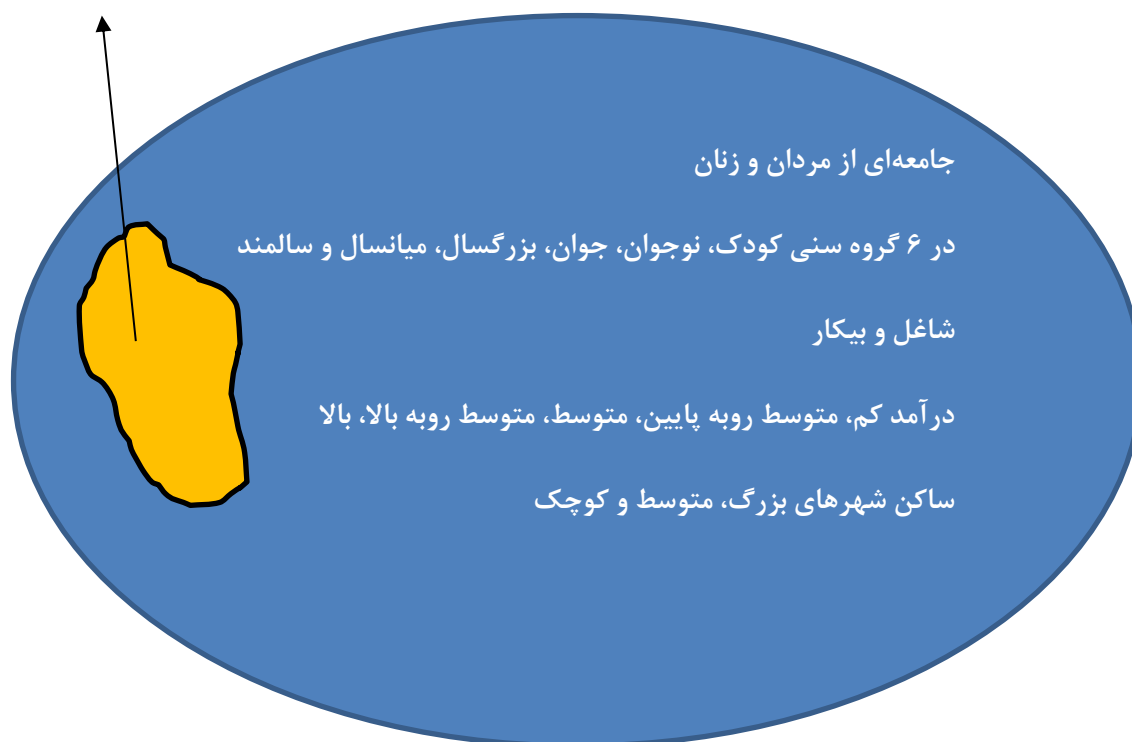 جامعه‌ای از مردان و زنان
در ۶ گروه سنی کودک، نوجوان، جوان، بزرگسال، میانسال و سالمند
شاغل و بیکار
درآمد کم، متوسط روبه پایین، متوسط، متوسط روبه بالا، بالا
ساکن شهرهای بزرگ، متوسط و کوچک